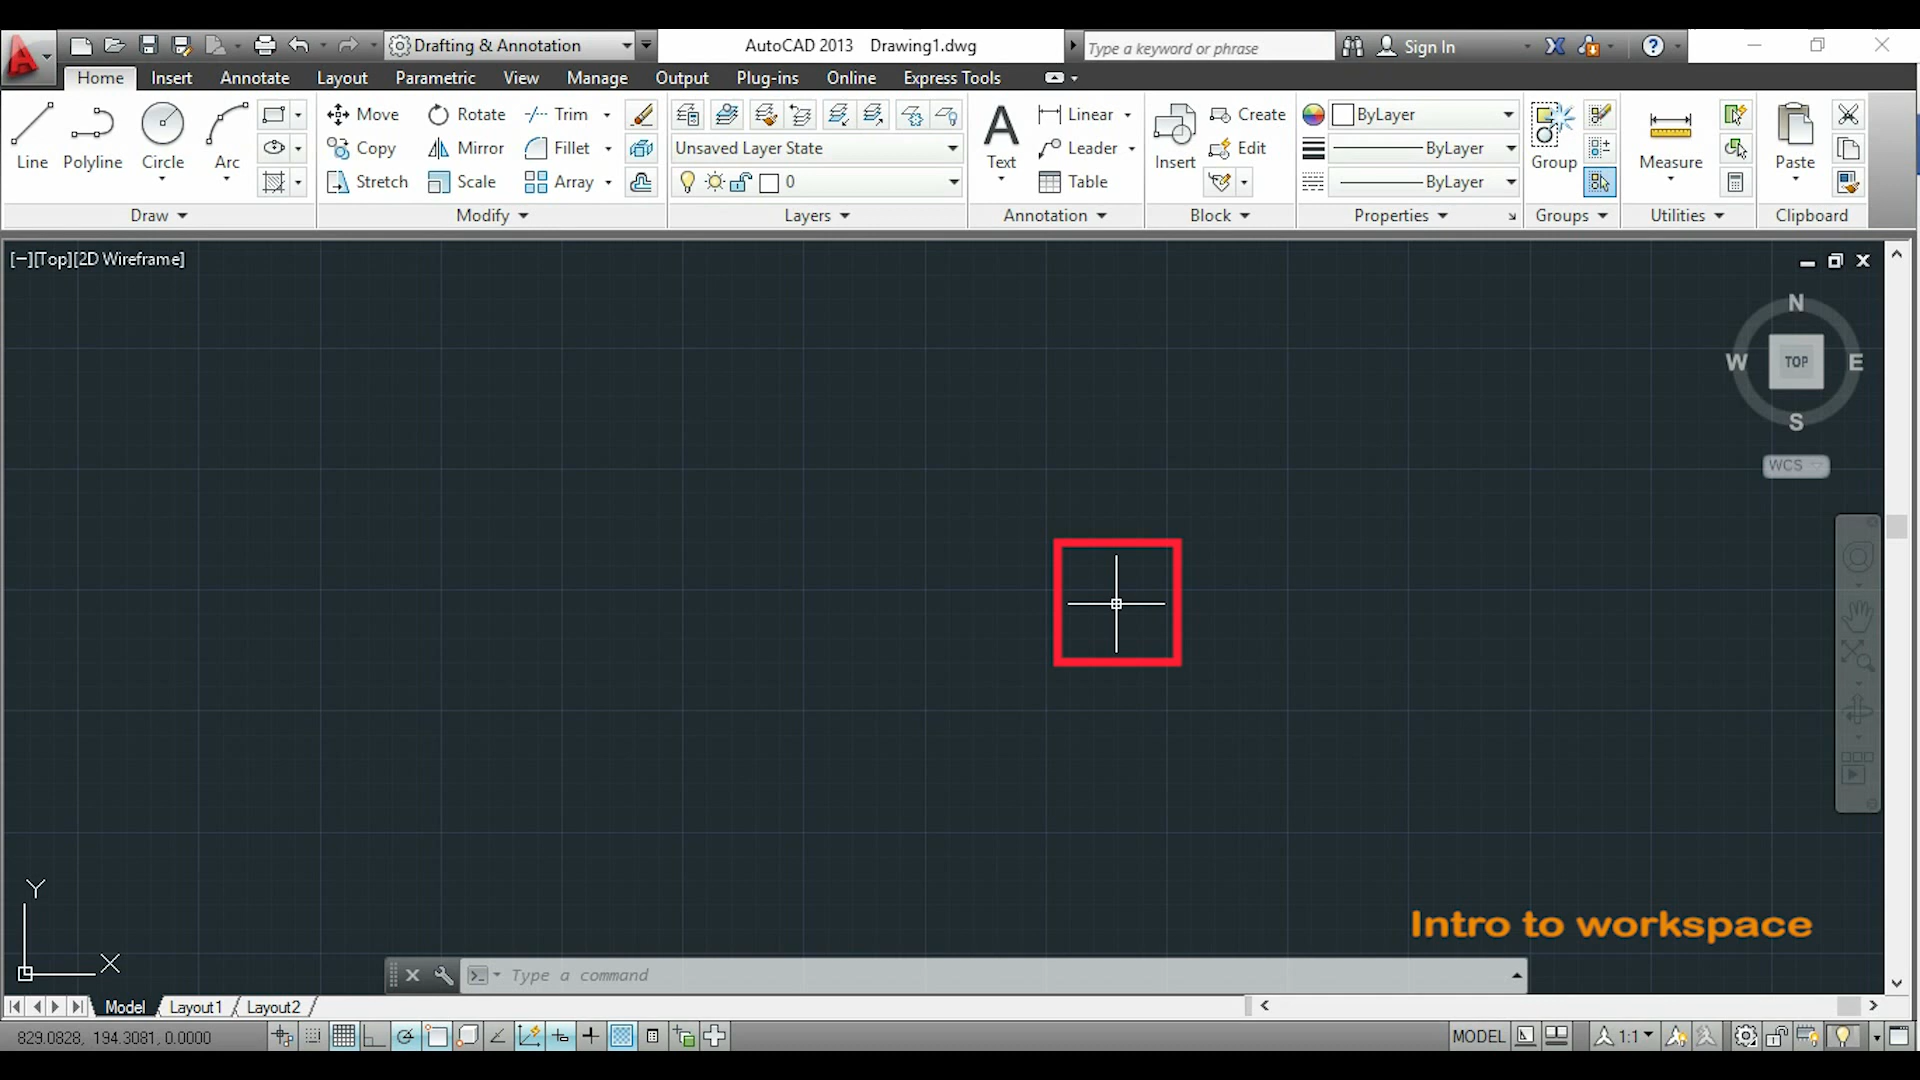 Drafting & Annotation
AutoCAD 2013 Drawing1.dwg
Type a keyword or phrase
Sign In
Home Insert Annotate Layout Parametric View Manage Output Plug-ins Online Express Tools
Line Polyline Circle Arc
Move Rotate Trim
Copy Mirror Fillet
Stretch Scale Array
Unsaved Layer State
0
Text
Linear
Leader
Table
Insert
Create
Edit
ByLayer
ByLayer
ByLayer
Group
Measure
Paste
Draw Modify Layers Annotation Block Properties Groups Utilities Clipboard
[−][Top][2D Wireframe]
N
W TOP E
S
WCS
Y
X
Intro to workspace
Type a command
Model Layout1 Layout2
829.0828, 194.3081, 0.0000
MODEL
1:1